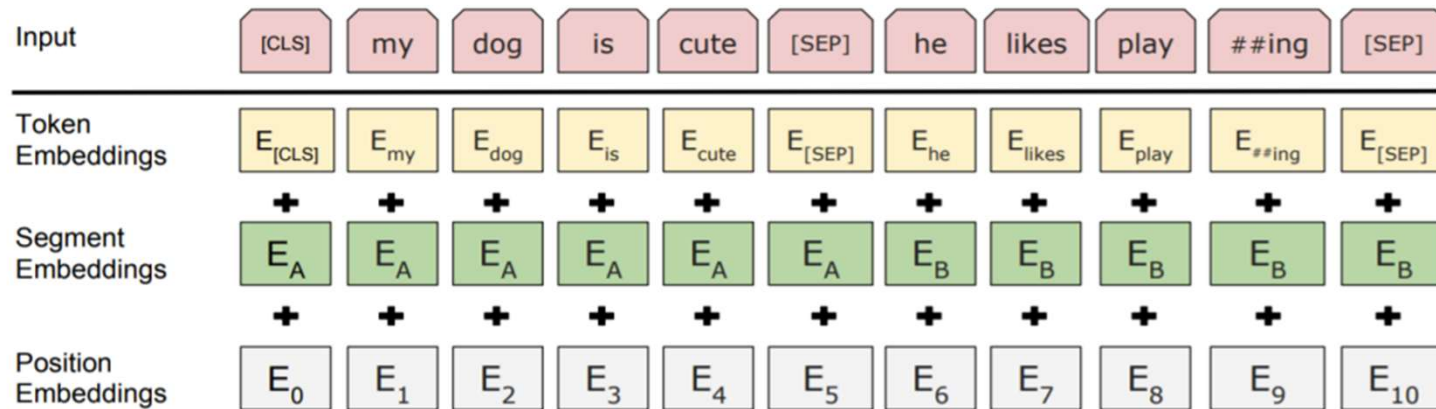 Input [CLS] my dog is cute [SEP] he likes play ##ing [SEP]
Token
Embeddings E[CLS] Emy Edog Eis Ecute E[SEP] Ehe Elikes Eplay E##ing E[SEP]
+ + + + + + + + + + +
Segment
Embeddings EA EA EA EA EA EA EB EB EB EB EB
+ + + + + + + + + + +
Position
Embeddings E0 E1 E2 E3 E4 E5 E6 E7 E8 E9 E10